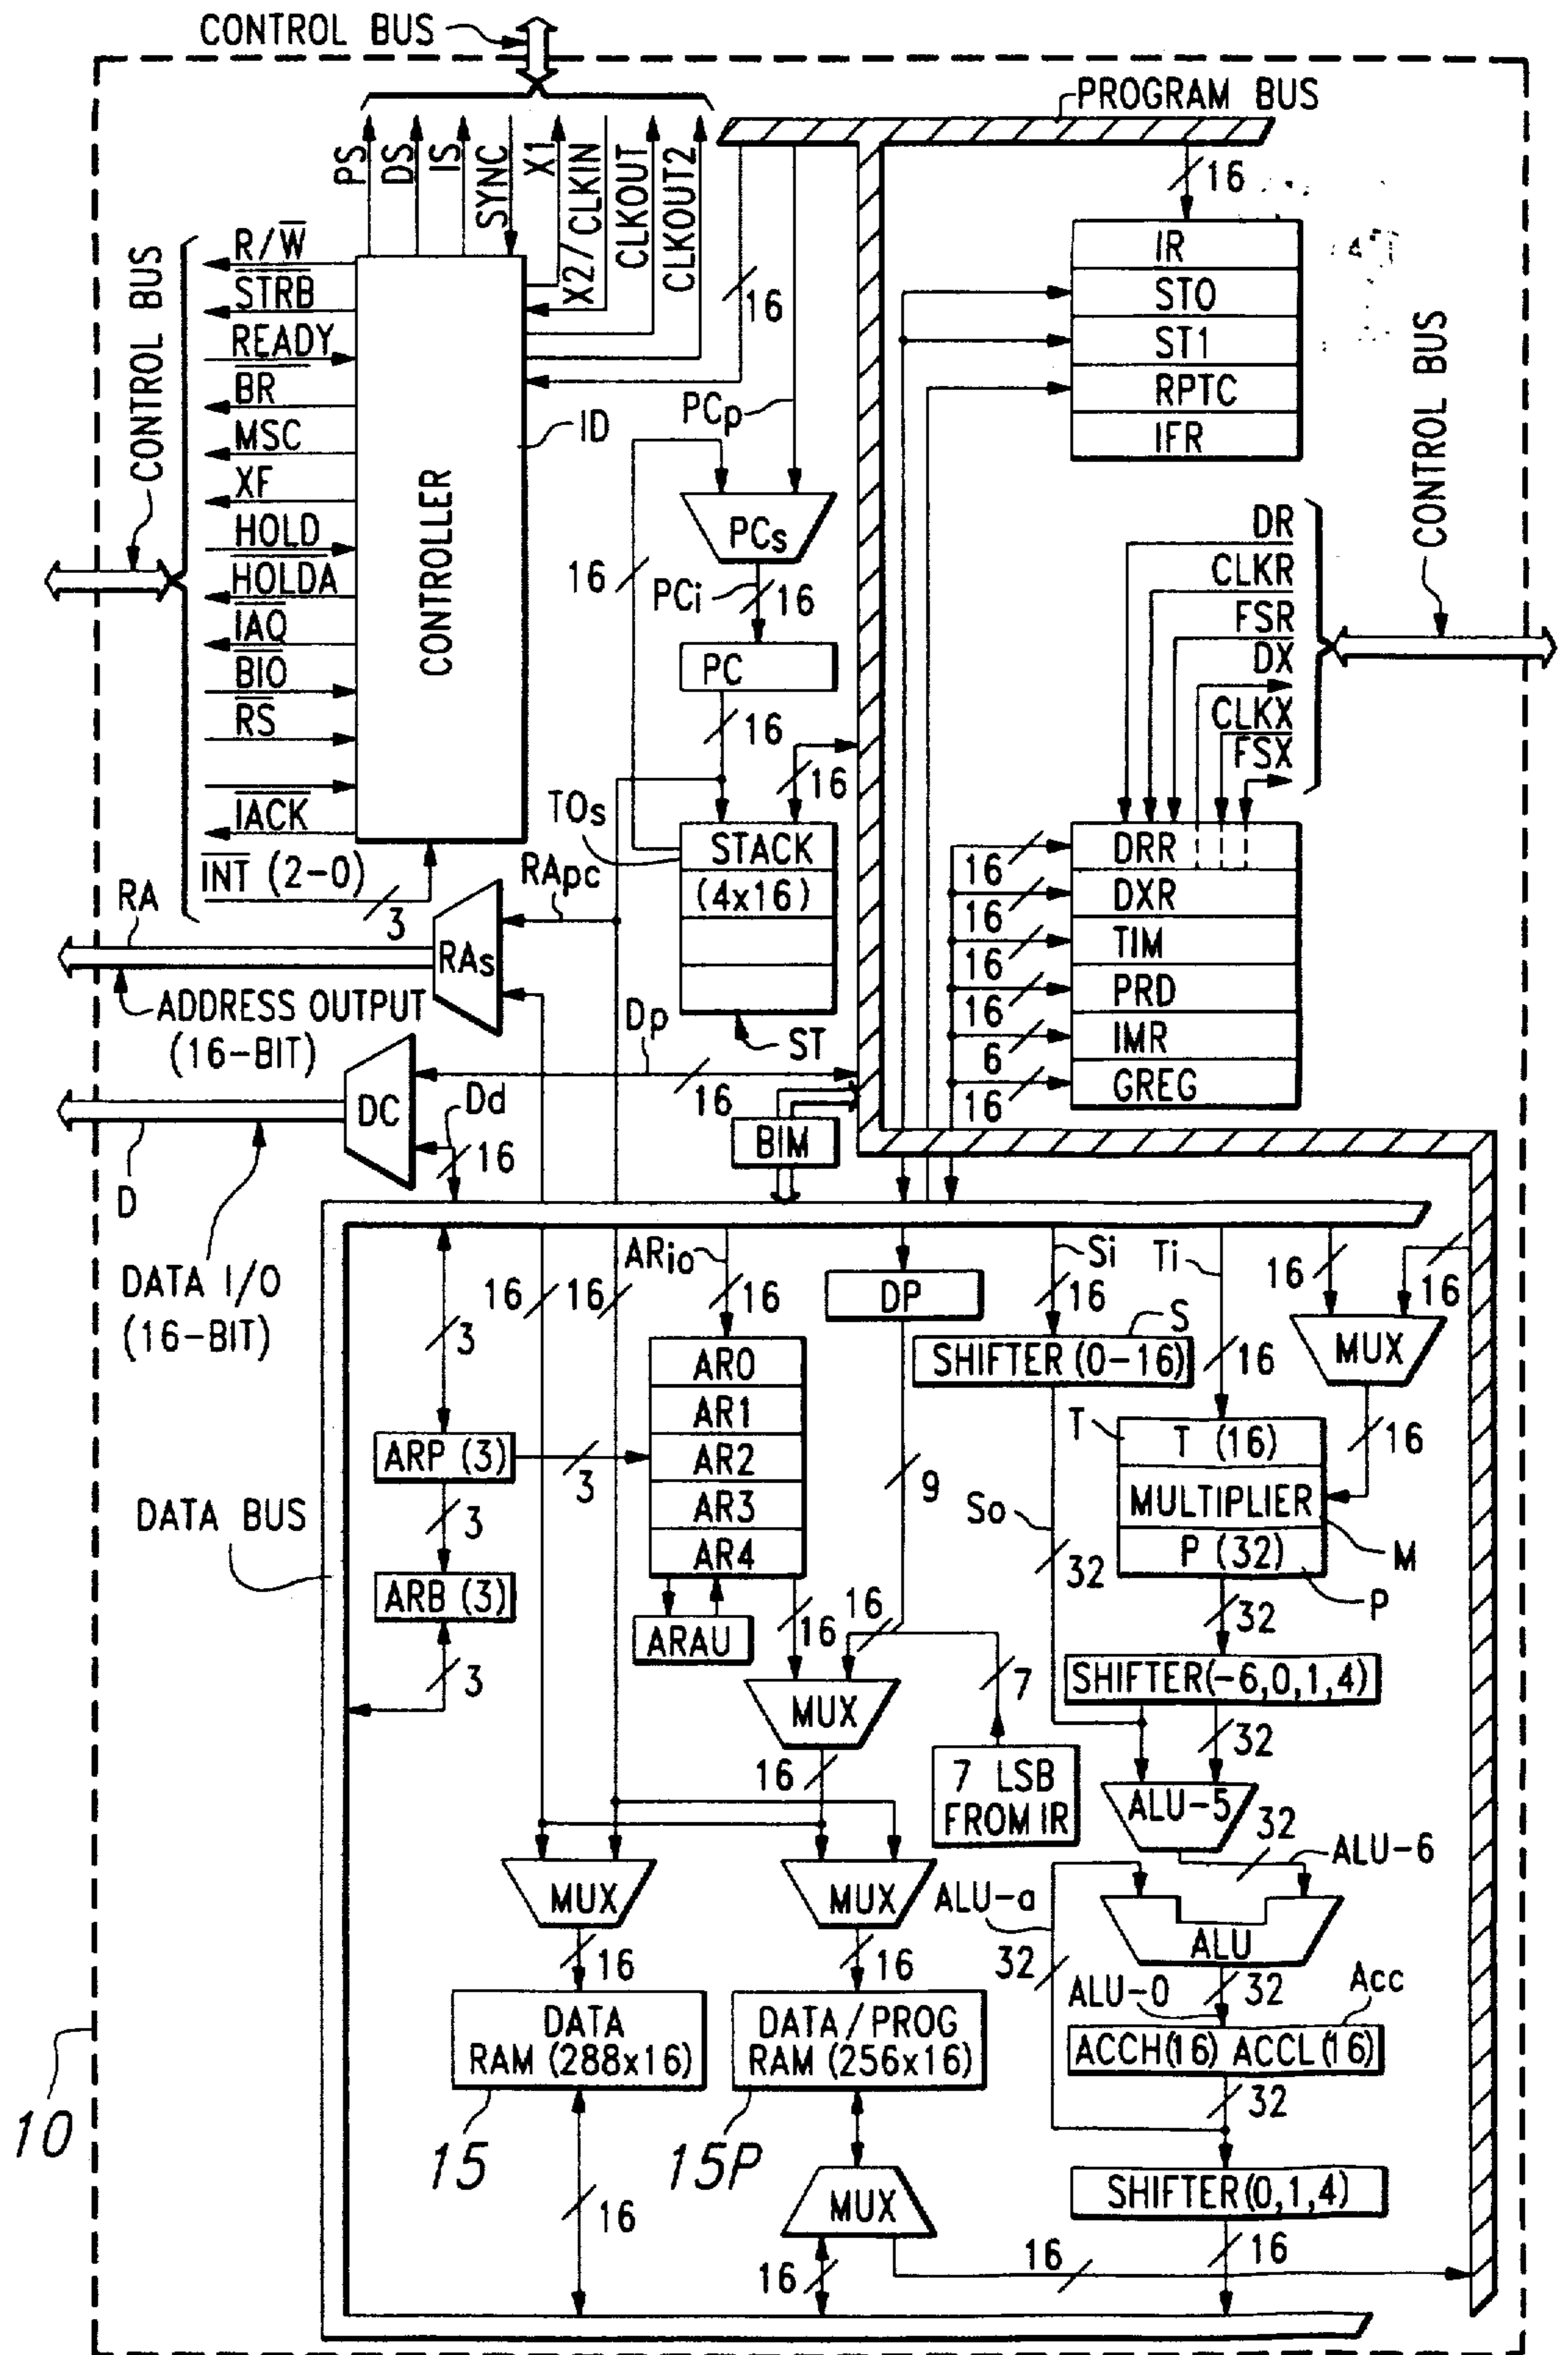 CONTROL BUS
PROGRAM BUS
PS
DS
IS
SYNC
X1
X2/CLKIN
CLKOUT
CLKOUT2
16
16
R/W
STRB
READY
BR
MSC
XF
HOLD
HOLDA
IAQ
BIO
RS
IACK
INT (2-0)
3
CONTROL BUS
CONTROLLER
ID
PCp
PCs
16
PCi
16
PC
16
16
TOs
STACK
(4x16)
ST
IR
ST0
ST1
RPTC
IFR
CONTROL BUS
DR
CLKR
FSR
DX
CLKX
FSX
DRR
DXR
TIM
PRD
IMR
GREG
16
16
16
16
6
16
RA
RApc
RAs
ADDRESS OUTPUT
(16-BIT)
Dp
16
DC
Dd
16
D
BIM
DATA I/O
(16-BIT)
DATA BUS
3
16
16
ARio
16
DP
Si
16
S
SHIFTER (0-16)
Ti
16
16
16
MUX
16
AR0
AR1
AR2
AR3
AR4
ARP (3)
3
3
ARB (3)
3
ARAU
16
16
9
7
MUX
16
7 LSB
FROM IR
So
32
T
T (16)
MULTIPLIER
P (32)
M
P
32
SHIFTER(-6,0,1,4)
32
ALU-5
32
ALU-6
MUX
MUX
ALU-a
32
ALU
16
16
ALU-0
32
Acc
DATA
RAM (288x16)
DATA/PROG
RAM (256x16)
ACCH(16) ACCL(16)
32
10
15
15P
16
MUX
SHIFTER(0,1,4)
16
16
16